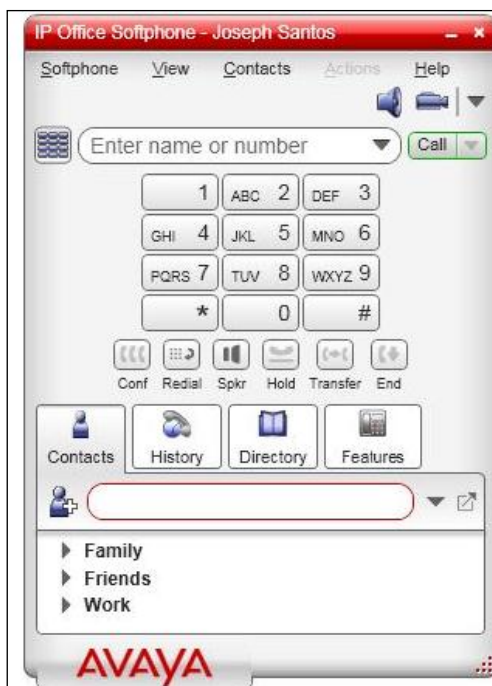 IP Office Softphone - Joseph Santos
Softphone View Contacts Actions Help
Enter name or number Call
1 ABC 2 DEF 3
GHI 4 JKL 5 MNO 6
PQRS 7 TUV 8 WXYZ 9
* 0 #
Conf Redial Spkr Hold Transfer End
Contacts History Directory Features
Family
Friends
Work
AVAYA